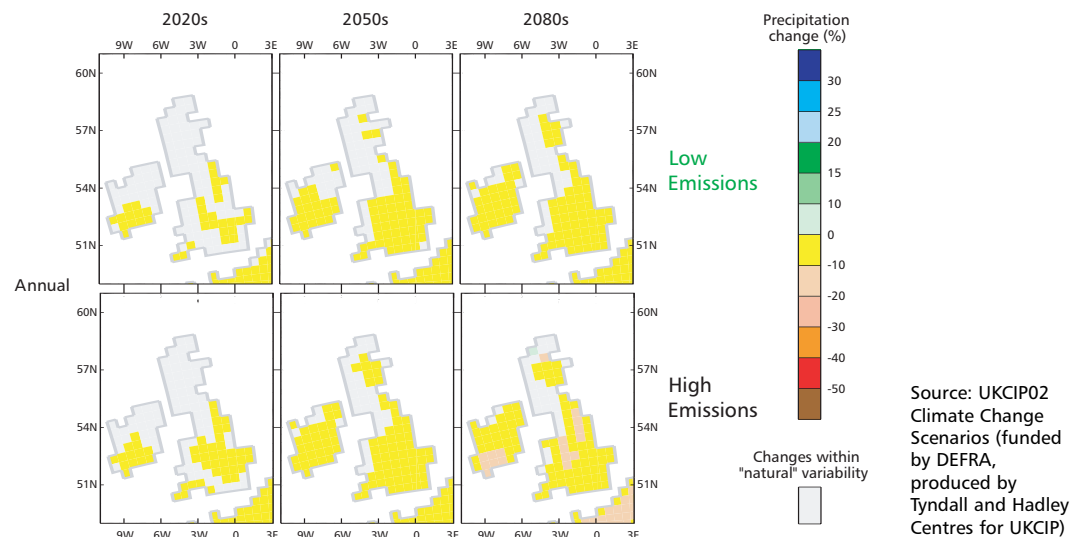 2020s 2050s 2080s
9W 6W 3W 0 3E 9W 6W 3W 0 3E 9W 6W 3W 0 3E
60N 60N
57N 57N
54N 54N
51N 51N
Low
Emissions
Annual
60N 60N
57N 57N
54N 54N
51N 51N
High
Emissions
9W 6W 3W 0 3E 9W 6W 3W 0 3E 9W 6W 3W 0 3E
Precipitation
change (%)
30
25
20
15
10
0
-10
-20
-30
-40
-50
Changes within
"natural" variability
Source: UKCIP02
Climate Change
Scenarios (funded
by DEFRA,
produced by
Tyndall and Hadley
Centres for UKCIP)